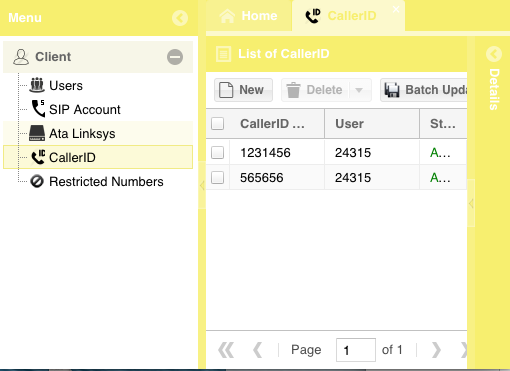 Menu
Client
Users
SIP Account
Ata Linksys
CallerID
Restricted Numbers
Home
CallerID
List of CallerID
New
Delete
Batch Upda
CallerID ... User St...
1231456 24315 A...
565656 24315 A...
Page 1 of 1
Details